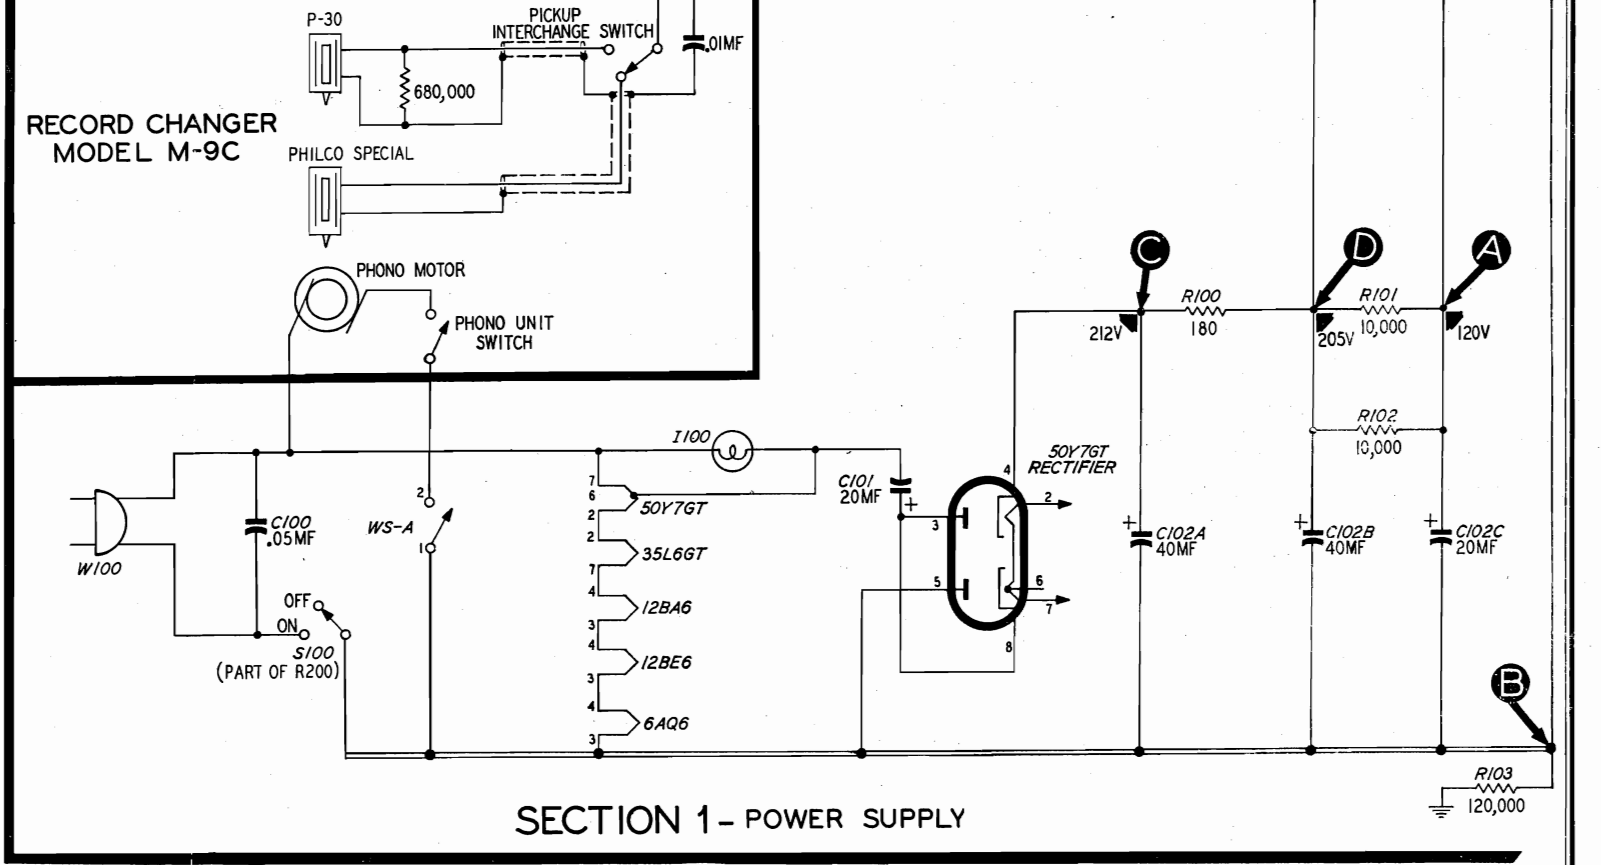 P-30
PICKUP
INTERCHANGE SWITCH
.01MF
680,000
RECORD CHANGER
MODEL M-9C
PHILCO SPECIAL
PHONO MOTOR
PHONO UNIT
SWITCH
C
D
A
R100
180
R101
10,000
212V
205V
120V
R102
10,000
I100
50Y7GT
RECTIFIER
C101
20MF
+
4
2
3
5
6
7
8
7
6
50Y7GT
2
2
35L6GT
7
4
12BA6
3
4
12BE6
3
4
6AQ6
3
2
WS-A
1
C100
.05MF
W100
OFF
ON
S100
(PART OF R200)
+
C102A
40MF
+
C102B
40MF
+
C102C
20MF
B
R103
120,000
SECTION 1 - POWER SUPPLY